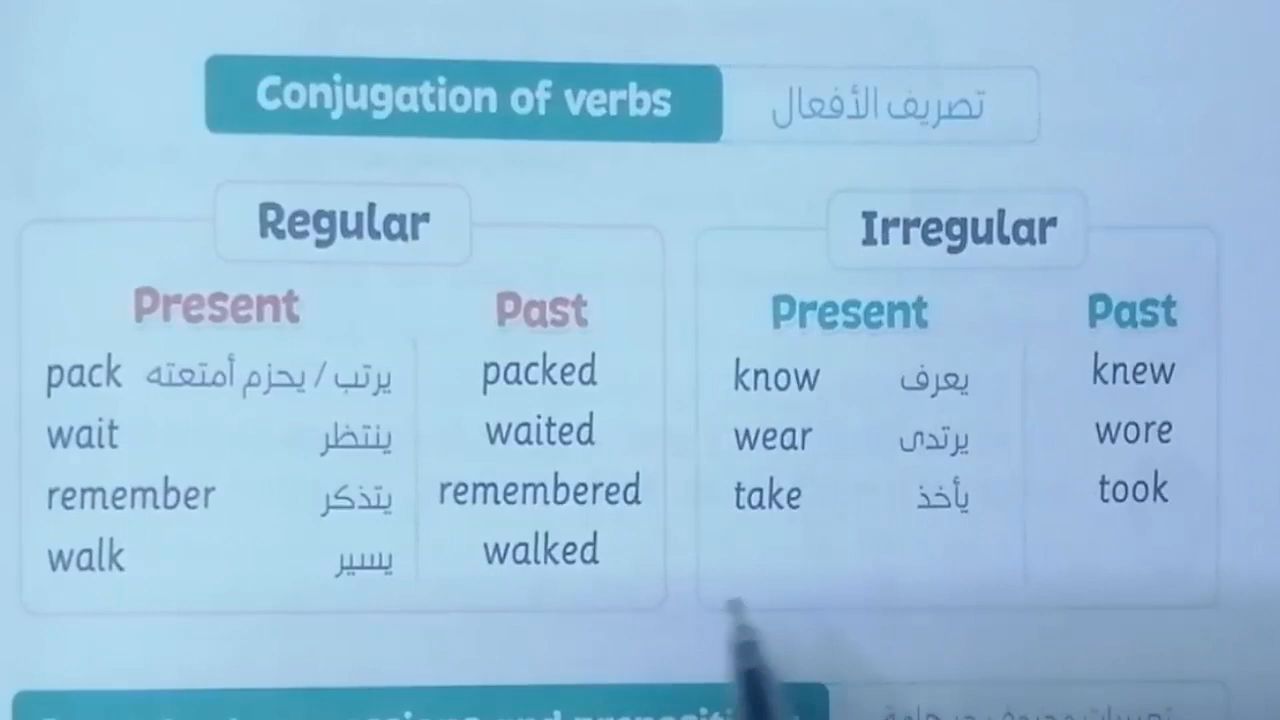 Conjugation of verbs تصريف الأفعال
Regular
Present Past
pack يرتب / يحزم أمتعته packed
wait ينتظر waited
remember يتذكر remembered
walk يسير walked
Irregular
Present Past
know يعرف knew
wear يرتدى wore
take يأخذ took